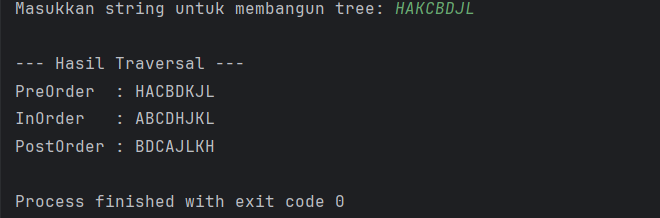 Masukkan string untuk membangun tree: HAKCBDJL
--- Hasil Traversal ---
PreOrder  : HACBDKJL
InOrder   : ABCDHJKL
PostOrder : BDCAJLKH
Process finished with exit code 0